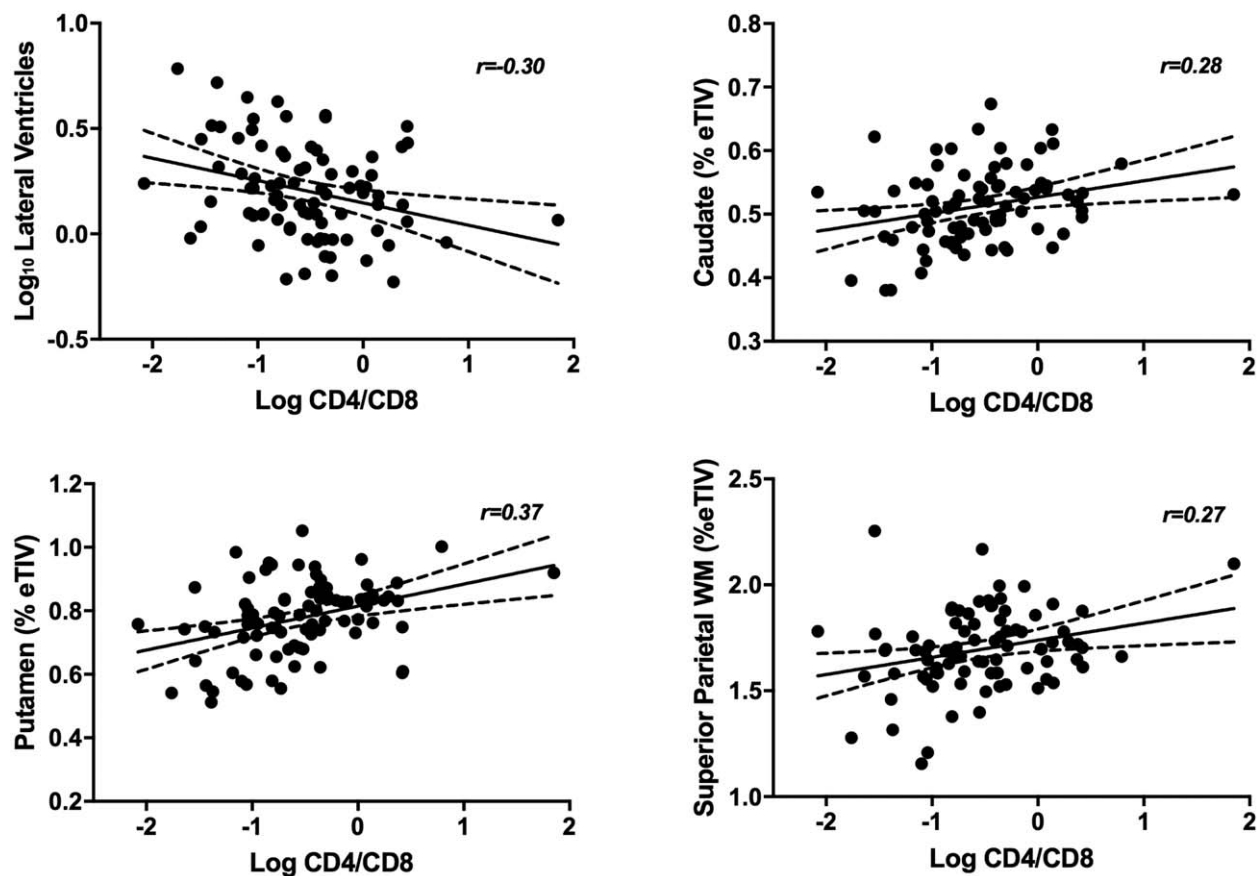 Log₁₀ Lateral Ventricles
1.0
0.5
0.0
-0.5
r=-0.30
-2 -1 0 1 2
Log CD4/CD8
Caudate (% eTIV)
0.8
0.7
0.6
0.5
0.4
0.3
r=0.28
-2 -1 0 1 2
Log CD4/CD8
Putamen (% eTIV)
1.2
1.0
0.8
0.6
0.4
0.2
r=0.37
-2 -1 0 1 2
Log CD4/CD8
Superior Parietal WM (%eTIV)
2.5
2.0
1.5
1.0
r=0.27
-2 -1 0 1 2
Log CD4/CD8